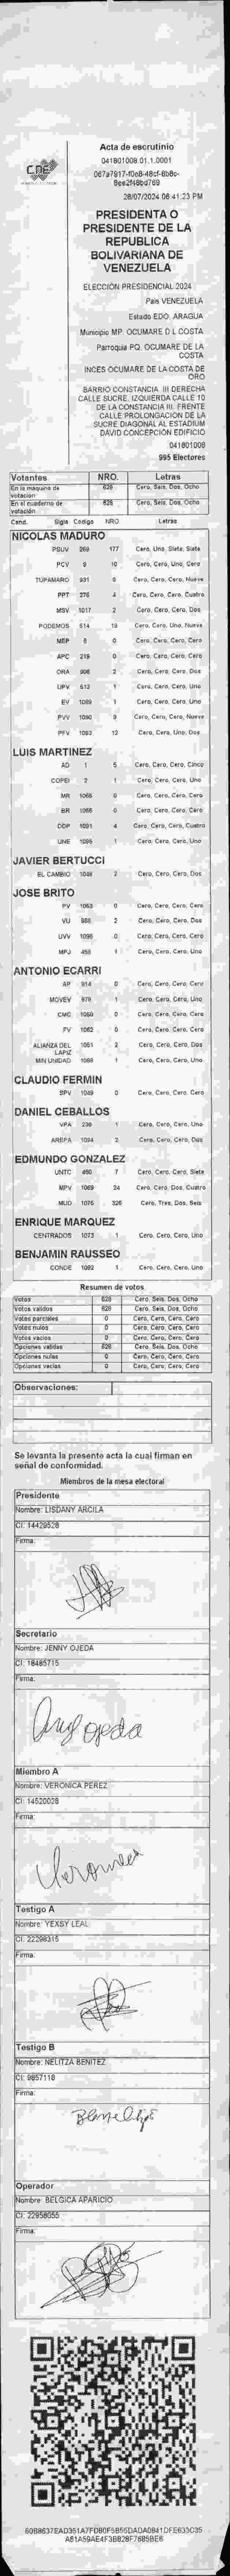 CNE
Acta de escrutinio
041801008.01.1.0001
28/07/2024 08:41:23 PM
PRESIDENTA O
PRESIDENTE DE LA
REPUBLICA
BOLIVARIANA DE
VENEZUELA
ELECCIÓN PRESIDENCIAL 2024
País VENEZUELA
Estado EDO. ARAGUA
Municipio MP. OCUMARE D L COSTA
Parroquia PQ. OCUMARE DE LA
COSTA
INCES OCUMARE DE LA COSTA DE
ORO
BARRIO CONSTANCIA III DERECHA
CALLE SUCRE. IZQUIERDA CALLE 10
DE LA CONSTANCIA III. FRENTE
CALLE PROLONGACION DE LA
SUCRE DIAGONAL AL ESTADIUM
DAVID CONCEPCIÓN EDIFICIO
041801008
995 Electores
Votantes NRO. Letras
En la maquina de votación 628 Cero, Seis, Dos, Ocho
En el cuaderno de votación 628 Cero, Seis, Dos, Ocho
Cand. Sigla Codigo NRO Letras
NICOLAS MADURO
PSUV 269 177 Cero, Uno, Siete, Siete
PCV 9 10 Cero, Cero, Uno, Cero
TUPAMARO 931 9 Cero, Cero, Cero, Nueve
PPT 275 4 Cero, Cero, Cero, Cuatro
MSV 1017 2 Cero, Cero, Cero, Dos
PODEMOS 514 19 Cero, Cero, Uno, Nueve
MEP 8 0 Cero, Cero, Cero, Cero
APC 219 0 Cero, Cero, Cero, Cero
ORA 906 2 Cero, Cero, Cero, Dos
UPV 613 1 Cero, Cero, Cero, Uno
EV 1089 1 Cero, Cero, Cero, Uno
PVV 1090 9 Cero, Cero, Cero, Nueve
PFV 1093 12 Cero, Cero, Uno, Dos
LUIS MARTINEZ
AD 1 5 Cero, Cero, Cero, Cinco
COPEI 2 1 Cero, Cero, Cero, Uno
MR 1065 0 Cero, Cero, Cero, Cero
BR 1066 0 Cero, Cero, Cero, Cero
DDP 1091 4 Cero, Cero, Cero, Cuatro
UNE 1095 1 Cero, Cero, Cero, Uno
JAVIER BERTUCCI
EL CAMBIO 1048 2 Cero, Cero, Cero, Dos
JOSE BRITO
PV 1053 0 Cero, Cero, Cero, Cero
VU 888 2 Cero, Cero, Cero, Dos
UVV 1096 0 Cero, Cero, Cero, Cero
MPJ 458 1 Cero, Cero, Cero, Uno
ANTONIO ECARRI
AP 914 0 Cero, Cero, Cero, Cero
MOVEV 979 1 Cero, Cero, Cero, Uno
CMC 1050 0 Cero, Cero, Cero, Cero
FV 1052 0 Cero, Cero, Cero, Cero
ALIANZA DEL LAPIZ 1051 2 Cero, Cero, Cero, Dos
MIN UNIDAD 1088 1 Cero, Cero, Cero, Uno
CLAUDIO FERMIN
SPV 1049 0 Cero, Cero, Cero, Cero
DANIEL CEBALLOS
VPA 230 1 Cero, Cero, Cero, Uno
AREPA 1094 2 Cero, Cero, Cero, Dos
EDMUNDO GONZALEZ
UNTC 460 7 Cero, Cero, Cero, Siete
MPV 1069 24 Cero, Cero, Dos, Cuatro
MUD 1075 326 Cero, Tres, Dos, Seis
ENRIQUE MARQUEZ
CENTRADOS 1073 1 Cero, Cero, Cero, Uno
BENJAMIN RAUSSEO
CONDE 1092 1 Cero, Cero, Cero, Uno
Resumen de votos
Votos 628 Cero, Seis, Dos, Ocho
Votos validos 628 Cero, Seis, Dos, Ocho
Votos parciales 0 Cero, Cero, Cero, Cero
Votos nulos 0 Cero, Cero, Cero, Cero
Votos vacios 0 Cero, Cero, Cero, Cero
Opciones validas 628 Cero, Seis, Dos, Ocho
Opciones nulas 0 Cero, Cero, Cero, Cero
Opciones vacias 0 Cero, Cero, Cero, Cero
Observaciones:
Se levanta la presente acta la cual firman en
señal de conformidad.
Miembros de la mesa electoral
Presidente
Nombre: LISDANY ARCILA
CI: 14429528
Firma:
Secretario
Nombre: JENNY OJEDA
CI: 18485715
Firma:
Miembro A
Nombre: VERONICA PEREZ
CI: 14520028
Firma:
Testigo A
Nombre: YEXSY LEAL
CI: 22298315
Firma:
Testigo B
Nombre: NELITZA BENITEZ
CI: 9857118
Firma:
Operador
Nombre: BELGICA APARICIO
CI: 22958055
Firma: